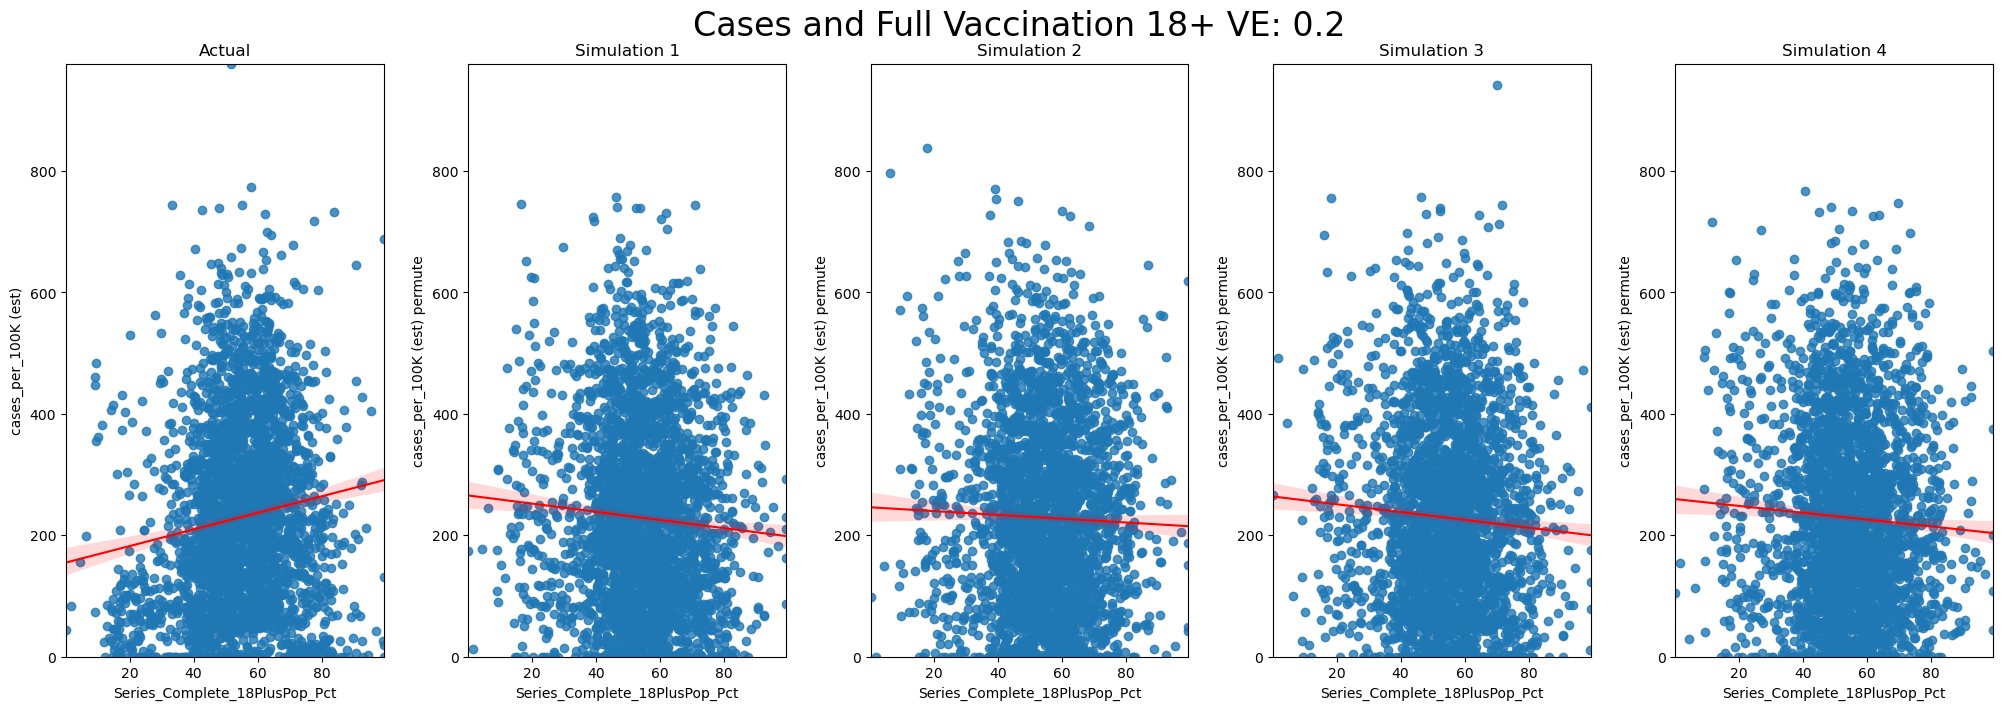 Cases and Full Vaccination 18+ VE: 0.2
Actual
Simulation 1
Simulation 2
Simulation 3
Simulation 4
cases_per_100K (est)
800
600
400
200
0
20 40 60 80
Series_Complete_18PlusPop_Pct
cases_per_100K (est) permute
800
600
400
200
0
20 40 60 80
Series_Complete_18PlusPop_Pct
cases_per_100K (est) permute
800
600
400
200
0
20 40 60 80
Series_Complete_18PlusPop_Pct
cases_per_100K (est) permute
800
600
400
200
0
20 40 60 80
Series_Complete_18PlusPop_Pct
cases_per_100K (est) permute
800
600
400
200
0
20 40 60 80
Series_Complete_18PlusPop_Pct